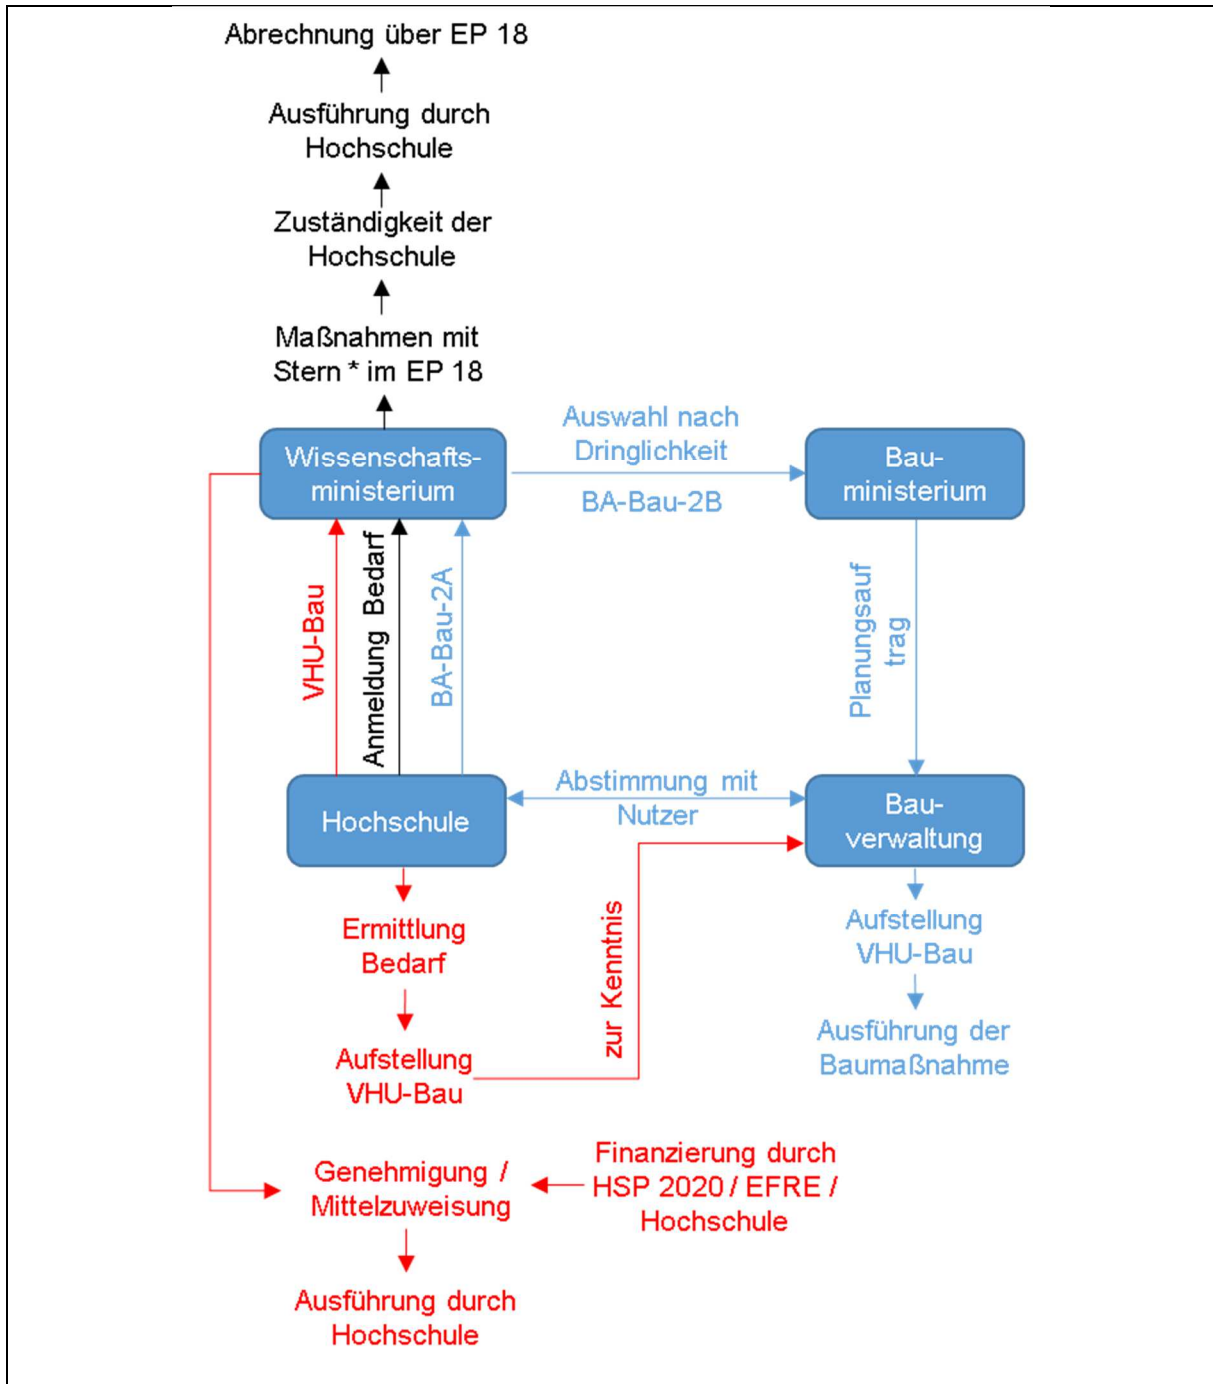 Abrechnung über EP 18
Ausführung durch
Hochschule
Zuständigkeit der
Hochschule
Maßnahmen mit
Stern * im EP 18
Wissenschafts-
ministerium
Auswahl nach
Dringlichkeit
BA-Bau-2B
Bau-
ministerium
VHU-Bau
Anmeldung Bedarf
BA-Bau-2A
Planungsauf
trag
Hochschule
Abstimmung mit
Nutzer
Bau-
verwaltung
Ermittlung
Bedarf
zur Kenntnis
Aufstellung
VHU-Bau
Aufstellung
VHU-Bau
Ausführung der
Baumaßnahme
Genehmigung /
Mittelzuweisung
Finanzierung durch
HSP 2020 / EFRE /
Hochschule
Ausführung durch
Hochschule